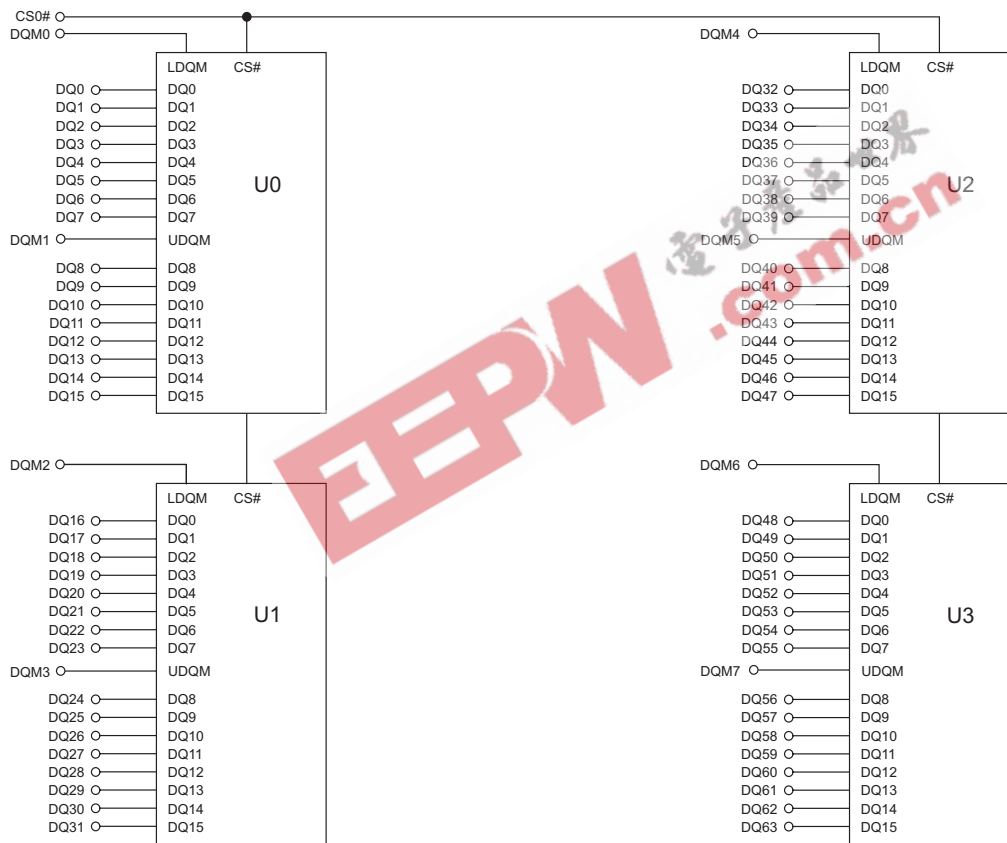 CS0#
DQM0
LDQM CS#
DQ0 DQ0
DQ1 DQ1
DQ2 DQ2
DQ3 DQ3
DQ4 DQ4
DQ5 DQ5
DQ6 DQ6
DQ7 DQ7
U0
DQM1 UDQM
DQ8 DQ8
DQ9 DQ9
DQ10 DQ10
DQ11 DQ11
DQ12 DQ12
DQ13 DQ13
DQ14 DQ14
DQ15 DQ15
DQM2
LDQM CS#
DQ16 DQ0
DQ17 DQ1
DQ18 DQ2
DQ19 DQ3
DQ20 DQ4
DQ21 DQ5
DQ22 DQ6
DQ23 DQ7
U1
DQM3 UDQM
DQ24 DQ8
DQ25 DQ9
DQ26 DQ10
DQ27 DQ11
DQ28 DQ12
DQ29 DQ13
DQ30 DQ14
DQ31 DQ15
DQM4
LDQM CS#
DQ32 DQ0
DQ33 DQ1
DQ34 DQ2
DQ35 DQ3
DQ36 DQ4
DQ37 DQ5
DQ38 DQ6
DQ39 DQ7
U2
DQM5 UDQM
DQ40 DQ8
DQ41 DQ9
DQ42 DQ10
DQ43 DQ11
DQ44 DQ12
DQ45 DQ13
DQ46 DQ14
DQ47 DQ15
DQM6
LDQM CS#
DQ48 DQ0
DQ49 DQ1
DQ50 DQ2
DQ51 DQ3
DQ52 DQ4
DQ53 DQ5
DQ54 DQ6
DQ55 DQ7
U3
DQM7 UDQM
DQ56 DQ8
DQ57 DQ9
DQ58 DQ10
DQ59 DQ11
DQ60 DQ12
DQ61 DQ13
DQ62 DQ14
DQ63 DQ15
EEPW.com.cn
電子產品世界